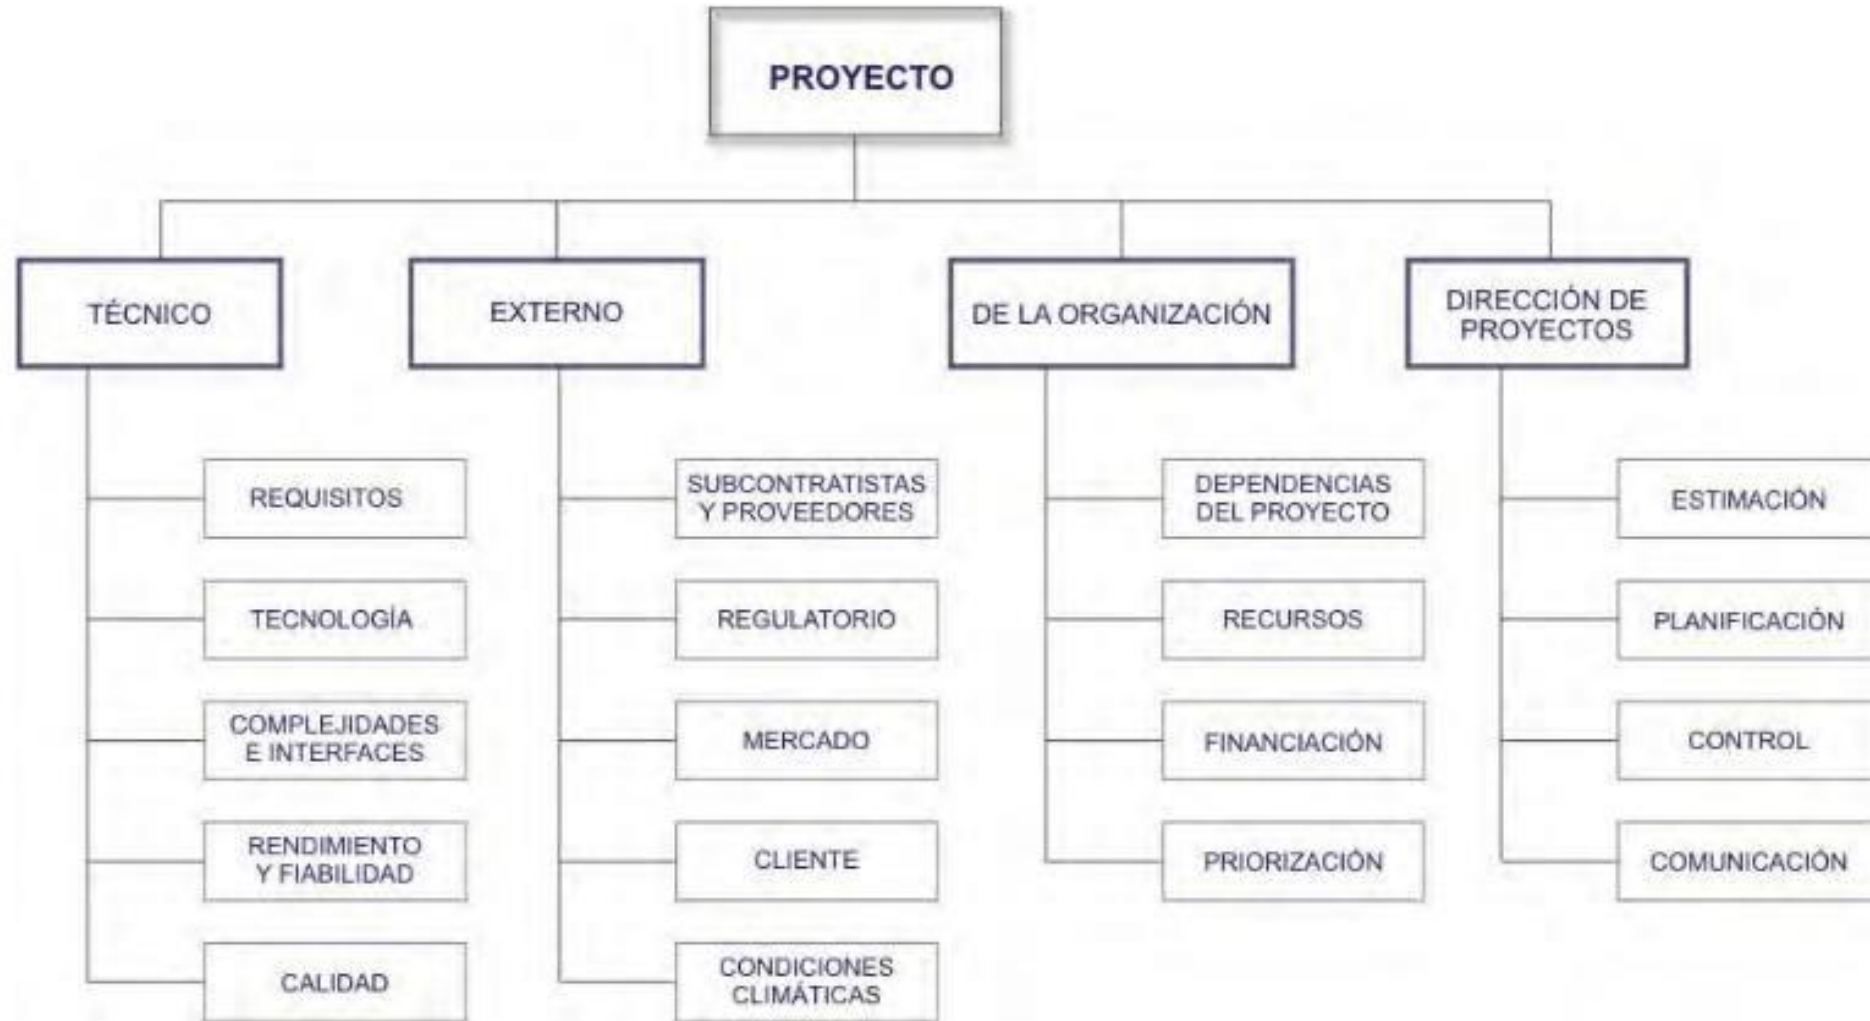 PROYECTO
TÉCNICO
EXTERNO
DE LA ORGANIZACIÓN
DIRECCIÓN DE
PROYECTOS
REQUISITOS
TECNOLOGÍA
COMPLEJIDADES
E INTERFACES
RENDIMIENTO
Y FIABILIDAD
CALIDAD
SUBCONTRATISTAS
Y PROVEEDORES
REGULATORIO
MERCADO
CLIENTE
CONDICIONES
CLIMÁTICAS
DEPENDENCIAS
DEL PROYECTO
RECURSOS
FINANCIACIÓN
PRIORIZACIÓN
ESTIMACIÓN
PLANIFICACIÓN
CONTROL
COMUNICACIÓN